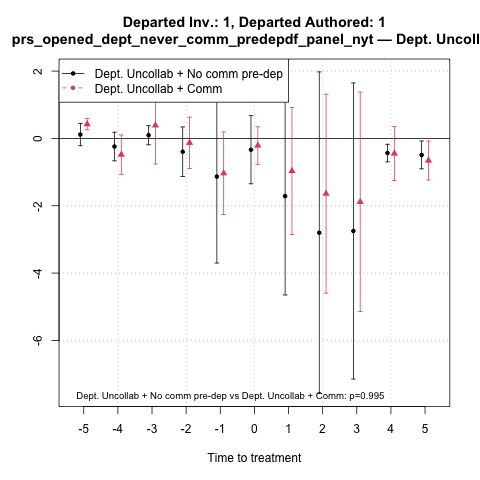 Departed Inv.: 1, Departed Authored: 1
prs_opened_dept_never_comm_predepdf_panel_nyt — Dept. Uncoll
Dept. Uncollab + No comm pre-dep
Dept. Uncollab + Comm
2
0
-2
-4
-6
Dept. Uncollab + No comm pre-dep vs Dept. Uncollab + Comm: p=0.995
-5 -4 -3 -2 -1 0 1 2 3 4 5
Time to treatment